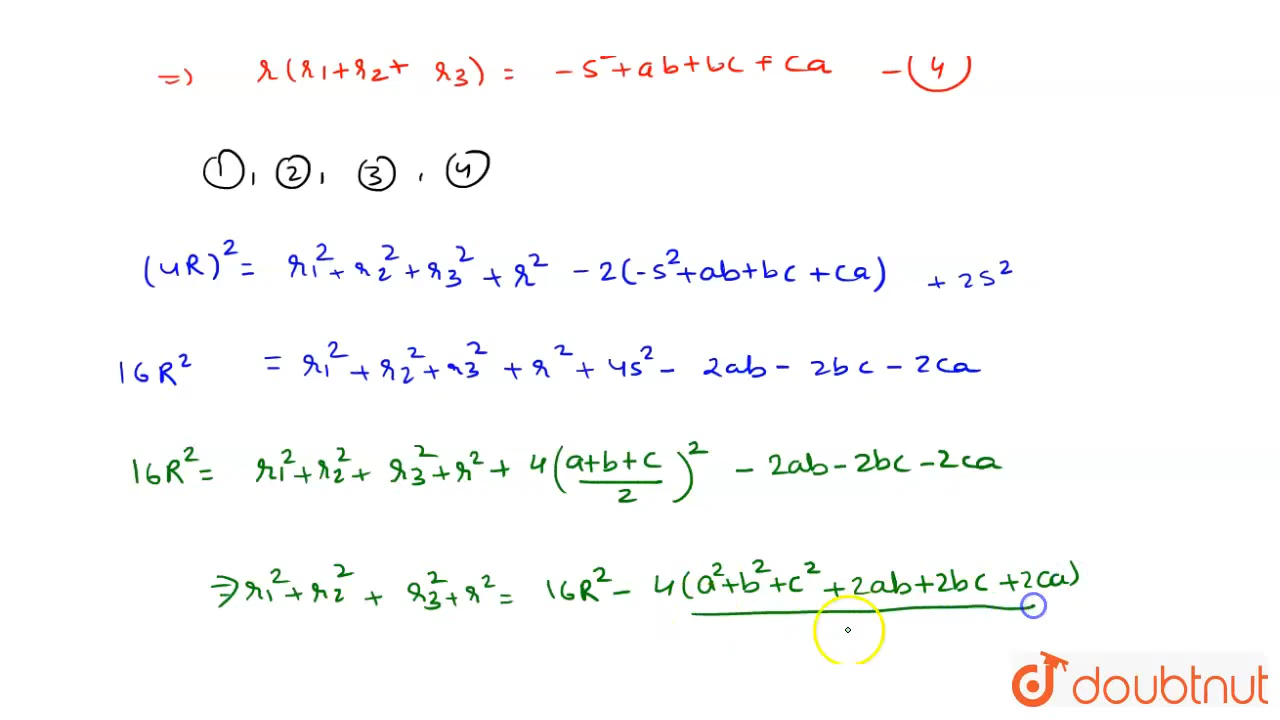 => r(r₁+r₂+ r₃) = -s²+ab+bc+ca -④
①, ②, ③, ④
(4R)² = r₁²+r₂²+r₃²+r² -2(-s²+ab+bc+ca) +2s²
16R² = r₁²+r₂²+r₃²+r²+4s²- 2ab- 2bc-2ca
16R² = r₁²+r₂²+ r₃²+r²+ 4(a+b+c/2)² - 2ab-2bc-2ca
⇒ r₁²+r₂² + r₃²+r² = 16R² - 4(a²+b²+c²+2ab+2bc+2ca)
doubtnut